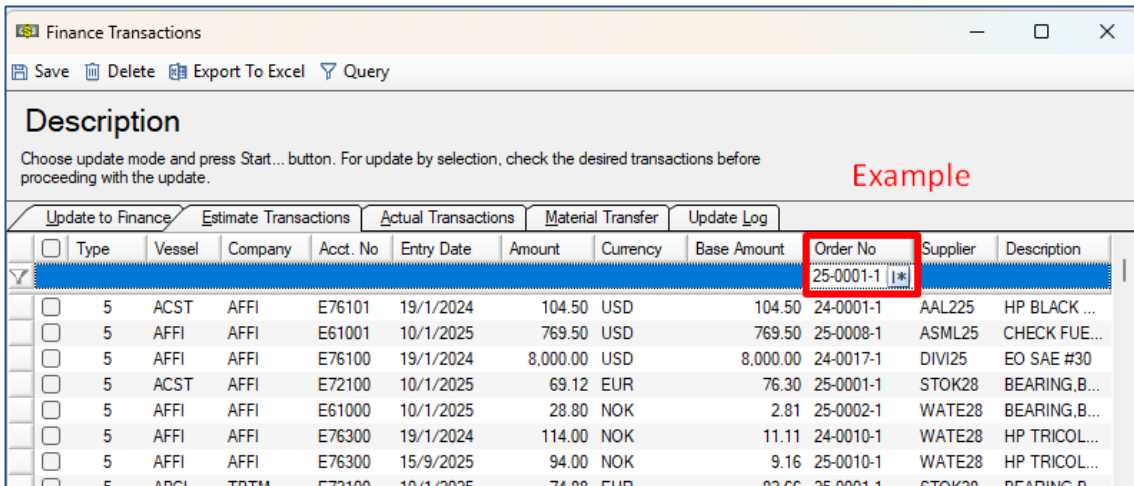 Finance Transactions
Save Delete Export To Excel Query
Description
Choose update mode and press Start... button. For update by selection, check the desired transactions before
proceeding with the update.
Example
Update to Finance Estimate Transactions Actual Transactions Material Transfer Update Log
Type Vessel Company Acct. No Entry Date Amount Currency Base Amount Order No Supplier Description
25-0001-1 |*
5 ACST AFFI E76101 19/1/2024 104.50 USD 104.50 24-0001-1 AAL225 HP BLACK ...
5 AFFI AFFI E61001 10/1/2025 769.50 USD 769.50 25-0008-1 ASML25 CHECK FUE...
5 AFFI AFFI E76100 19/1/2024 8,000.00 USD 8,000.00 24-0017-1 DIVI25 EO SAE #30
5 ACST AFFI E72100 10/1/2025 69.12 EUR 76.30 25-0001-1 STOK28 BEARING,B...
5 AFFI AFFI E61000 10/1/2025 28.80 NOK 2.81 25-0002-1 WATE28 BEARING,B...
5 AFFI AFFI E76300 19/1/2024 114.00 NOK 11.11 24-0010-1 WATE28 HP TRICOL...
5 AFFI AFFI E76300 15/9/2025 94.00 NOK 9.16 25-0010-1 WATE28 HP TRICOL...